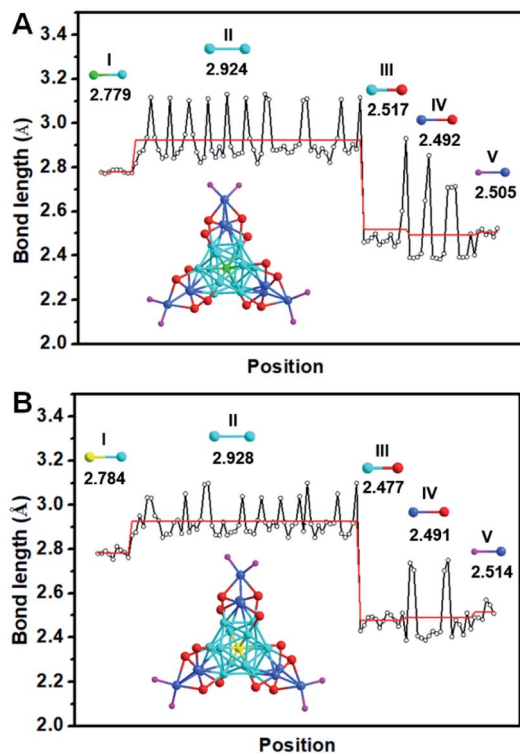 A
I
II
III
IV
V
2.779
2.924
2.517
2.492
2.505
Bond length (Å)
3.4
3.2
3.0
2.8
2.6
2.4
2.2
2.0
Position
B
I
II
III
IV
V
2.784
2.928
2.477
2.491
2.514
Bond length (Å)
3.4
3.2
3.0
2.8
2.6
2.4
2.2
2.0
Position